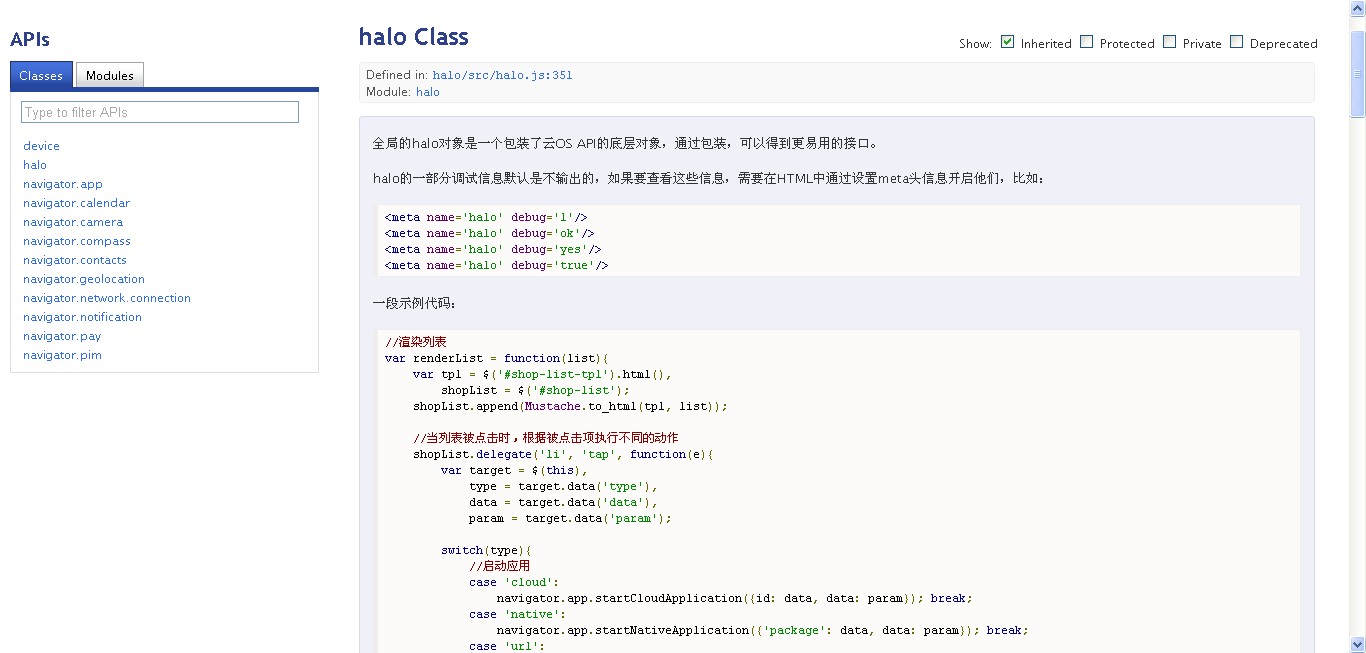 APIs
Classes
Modules
Type to filter APIs
device
halo
navigator.app
navigator.calendar
navigator.camera
navigator.compass
navigator.contacts
navigator.geolocation
navigator.network.connection
navigator.notification
navigator.pay
navigator.pim
halo Class
Show: Inherited Protected Private Deprecated
Defined in: halo/src/halo.js:351
Module: halo
全局的halo对象是一个包装了云OS API的底层对象，通过包装，可以得到更易用的接口。
halo的一部分调试信息默认是不输出的，如果要查看这些信息，需要在HTML中通过设置meta头信息开启他们，比如：
<meta name='halo' debug='1'/>
<meta name='halo' debug='ok'/>
<meta name='halo' debug='yes'/>
<meta name='halo' debug='true'/>
一段示例代码：
//渲染列表
var renderList = function(list){
    var tpl = $('#shop-list-tpl').html(),
        shopList = $('#shop-list');
    shopList.append(Mustache.to_html(tpl, list));
    //当列表被点击时，根据被点击项执行不同的动作
    shopList.delegate('li', 'tap', function(e){
        var target = $(this),
            type = target.data('type'),
            data = target.data('data'),
            param = target.data('param');
        switch(type){
            //启动应用
            case 'cloud':
                navigator.app.startCloudApplication({id: data, data: param}); break;
            case 'native':
                navigator.app.startNativeApplication({'package': data, data: param}); break;
            case 'url':